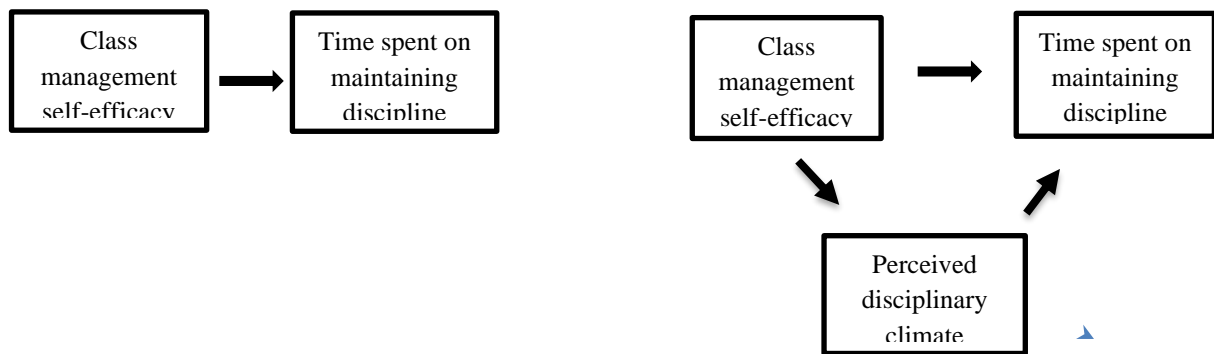 Class
management
self-efficacy
Time spent on
maintaining
discipline
Class
management
self-efficacy
Time spent on
maintaining
discipline
Perceived
disciplinary
climate